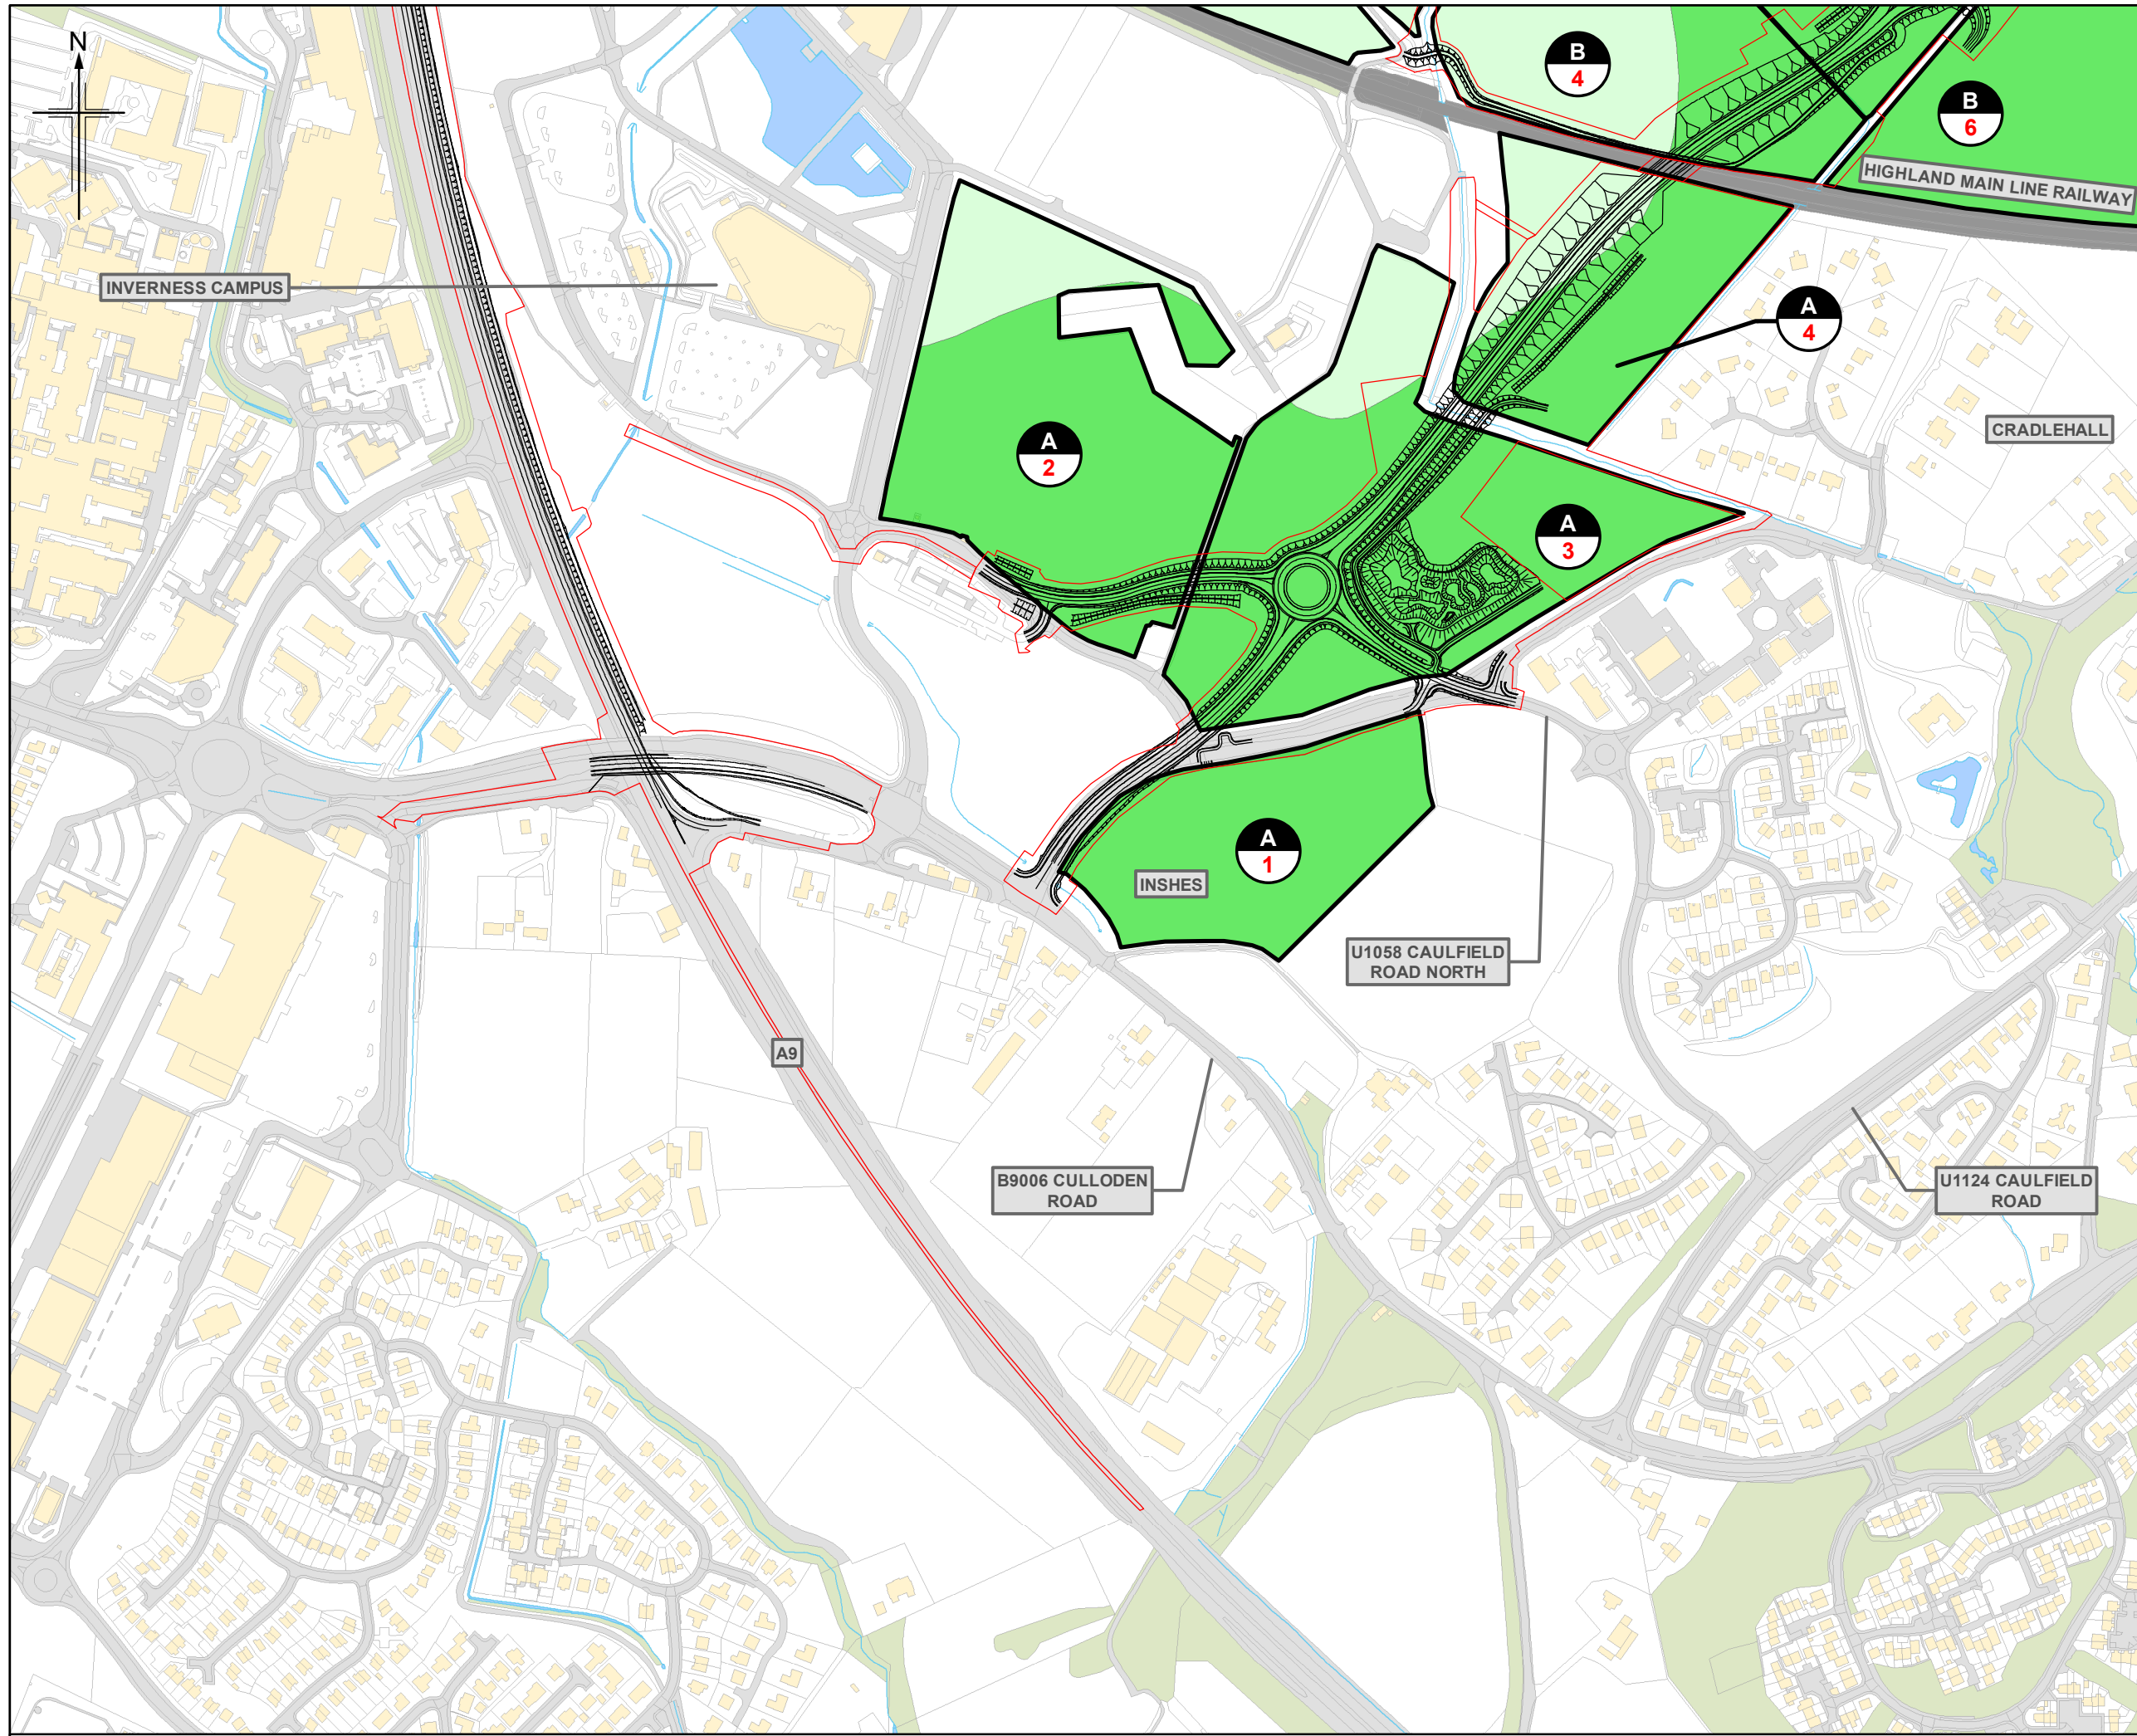 N
B
4
B
6
HIGHLAND MAIN LINE RAILWAY
INVERNESS CAMPUS
A
4
CRADLEHALL
A
2
A
3
A
1
INSHES
U1058 CAULFIELD
ROAD NORTH
A9
B9006 CULLODEN
ROAD
U1124 CAULFIELD
ROAD